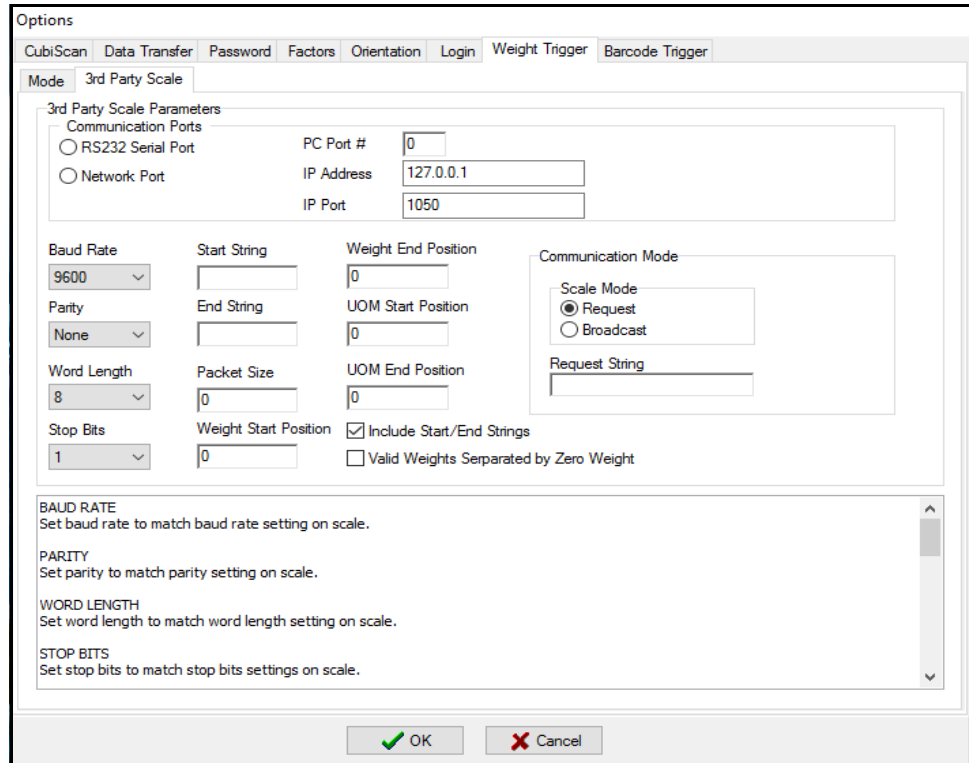 Options
CubiScan Data Transfer Password Factors Orientation Login Weight Trigger Barcode Trigger
Mode 3rd Party Scale
3rd Party Scale Parameters
Communication Ports
RS232 Serial Port PC Port # 0
Network Port IP Address 127.0.0.1
IP Port 1050
Baud Rate Start String Weight End Position Communication Mode
9600 0
Scale Mode
Parity End String UOM Start Position Request
None 0 Broadcast
Word Length Packet Size UOM End Position Request String
8 0 0
Stop Bits Weight Start Position Include Start/End Strings
1 0 Valid Weights Serparated by Zero Weight
BAUD RATE
Set baud rate to match baud rate setting on scale.
PARITY
Set parity to match parity setting on scale.
WORD LENGTH
Set word length to match word length setting on scale.
STOP BITS
Set stop bits to match stop bits settings on scale.
OK Cancel